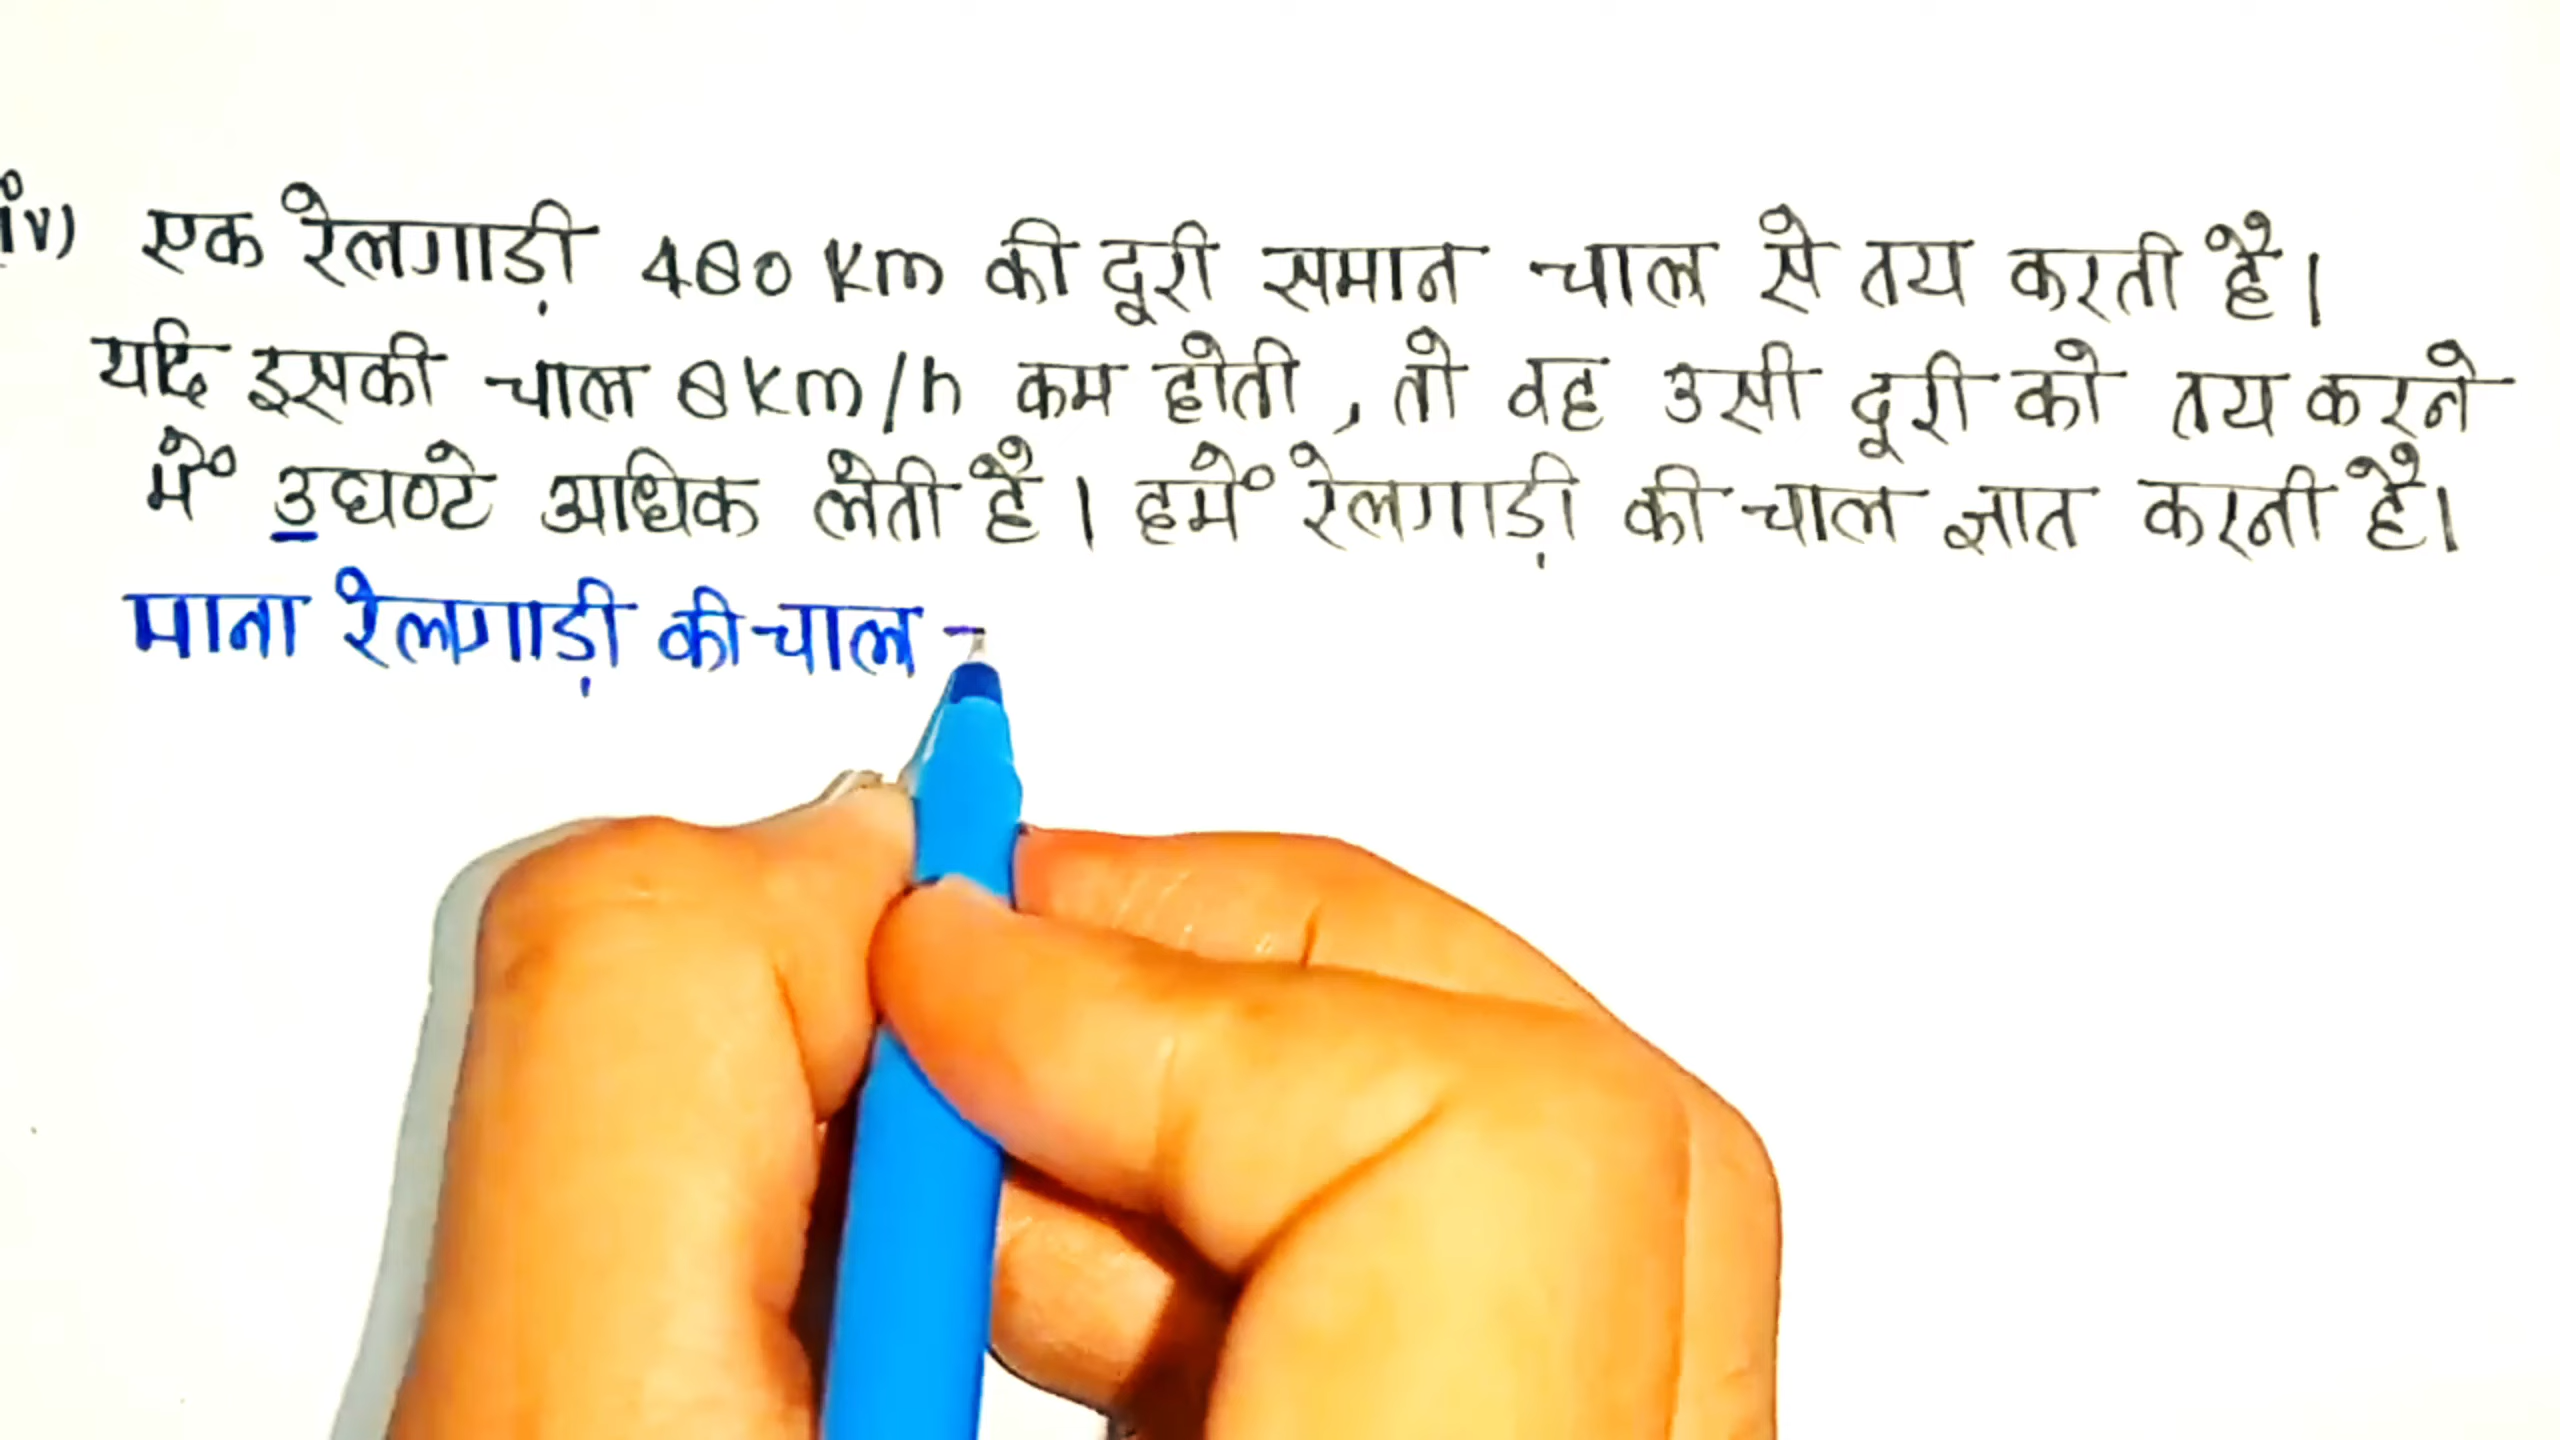 iv) एक रेलगाड़ी 480 km की दूरी समान चाल से तय करती है।
यदि इसकी चाल 8 km/h कम होती, तो वह उसी दूरी को तय करने
में 3 घण्टे अधिक लेती है। हमें रेलगाड़ी की चाल ज्ञात करनी है।
माना रेलगाड़ी की चाल -